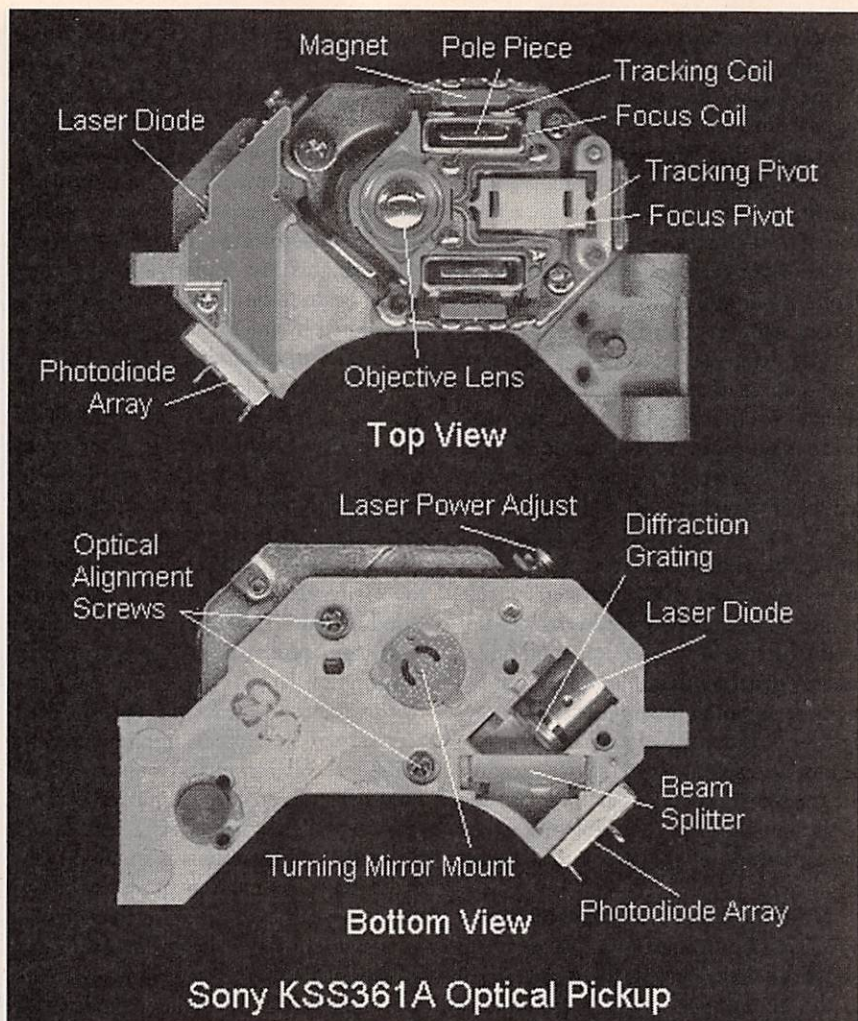 Magnet
Pole Piece
Tracking Coil
Laser Diode
Focus Coil
Tracking Pivot
Focus Pivot
Photodiode
Array
Objective Lens
Top View
Laser Power Adjust
Diffraction
Grating
Optical
Alignment
Screws
Laser Diode
Beam
Splitter
Turning Mirror Mount
Photodiode Array
Bottom View
Sony KSS361A Optical Pickup